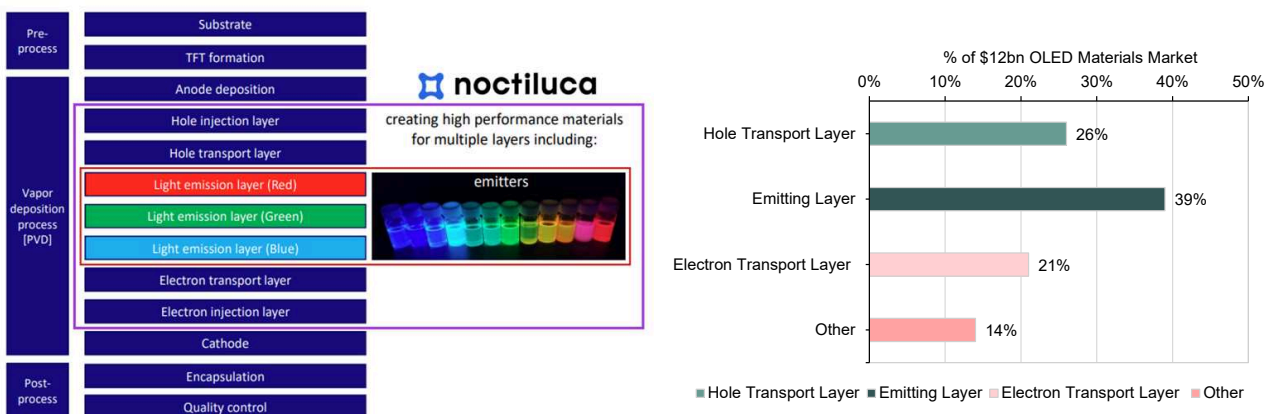 Pre-
process
Substrate
TFT formation
Vapor
deposition
process
[PVD]
Anode deposition
Hole injection layer
Hole transport layer
Light emission layer (Red)
Light emission layer (Green)
Light emission layer (Blue)
Electron transport layer
Electron injection layer
Cathode
Post-
process
Encapsulation
Quality control
noctiluca
creating high performance materials
for multiple layers including:
emitters
% of $12bn OLED Materials Market
0% 10% 20% 30% 40% 50%
Hole Transport Layer 26%
Emitting Layer 39%
Electron Transport Layer 21%
Other 14%
Hole Transport Layer Emitting Layer Electron Transport Layer Other